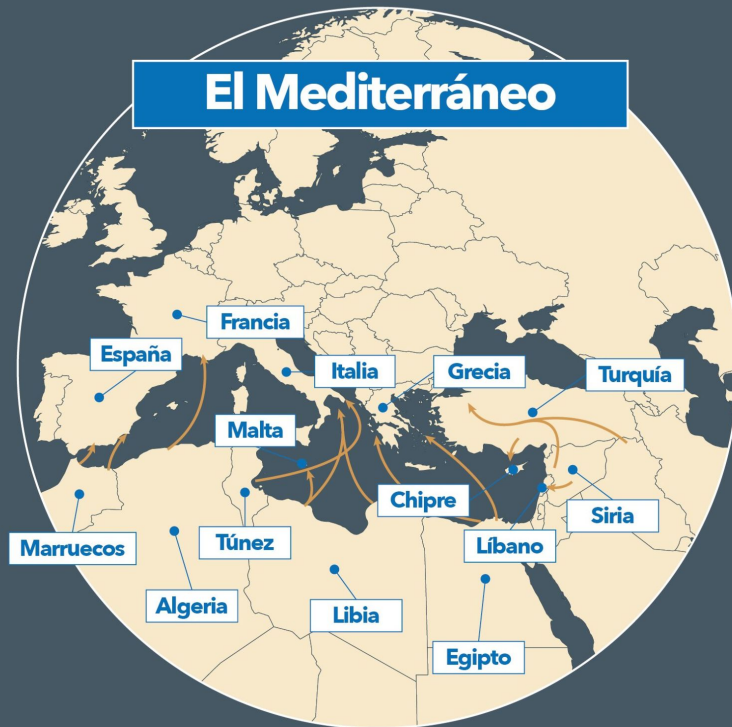 El Mediterráneo
Francia
España
Italia
Grecia
Turquía
Malta
Chipre
Siria
Marruecos
Túnez
Líbano
Algeria
Libia
Egipto